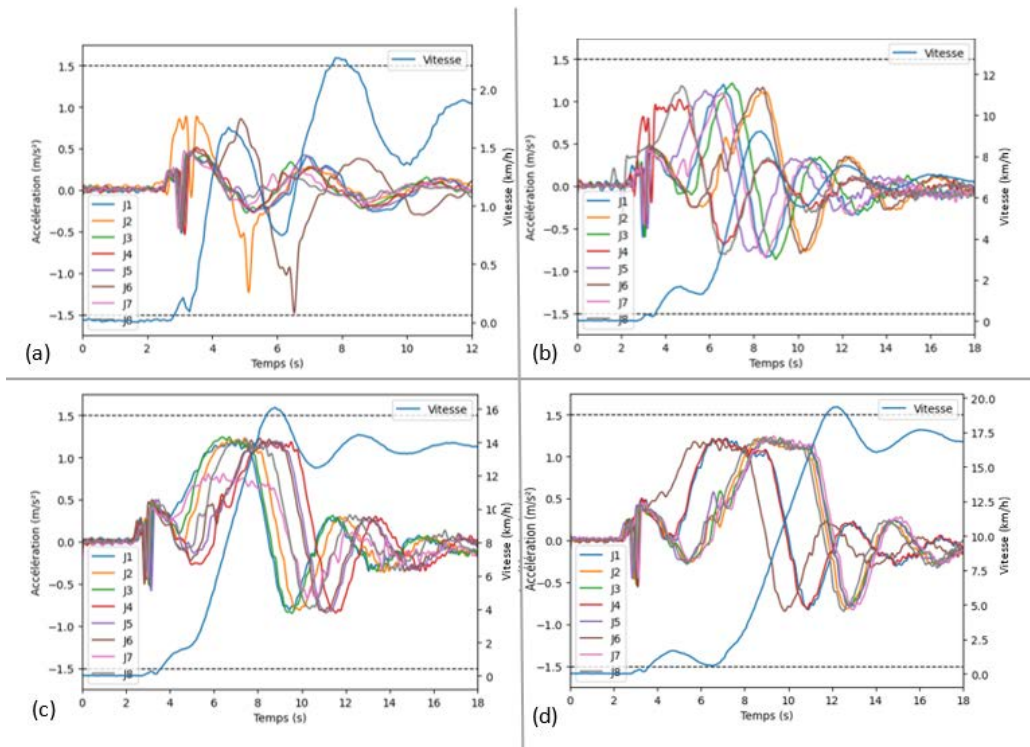 1.5
1.0
0.5
0.0
−0.5
−1.0
−1.5
Accélération (m/s²)
Vitesse
J1
J2
J3
J4
J5
J6
J7
J8
2.0
1.5
1.0
0.5
0.0
Vitesse (km/h)
0 2 4 6 8 10 12
Temps (s)
(a)
1.5
1.0
0.5
0.0
−0.5
−1.0
−1.5
Accélération (m/s²)
Vitesse
J1
J2
J3
J4
J5
J6
J7
J8
12
10
8
6
4
2
0
Vitesse (km/h)
0 2 4 6 8 10 12 14 16 18
Temps (s)
(b)
1.5
1.0
0.5
0.0
−0.5
−1.0
−1.5
Accélération (m/s²)
Vitesse
J1
J2
J3
J4
J5
J6
J7
J8
16
14
12
10
8
6
4
2
0
Vitesse (km/h)
0 2 4 6 8 10 12 14 16 18
Temps (s)
(c)
1.5
1.0
0.5
0.0
−0.5
−1.0
−1.5
Accélération (m/s²)
Vitesse
J1
J2
J3
J4
J5
J6
J7
J8
20.0
17.5
15.0
12.5
10.0
7.5
5.0
2.5
0.0
Vitesse (km/h)
0 2 4 6 8 10 12 14 16 18
Temps (s)
(d)